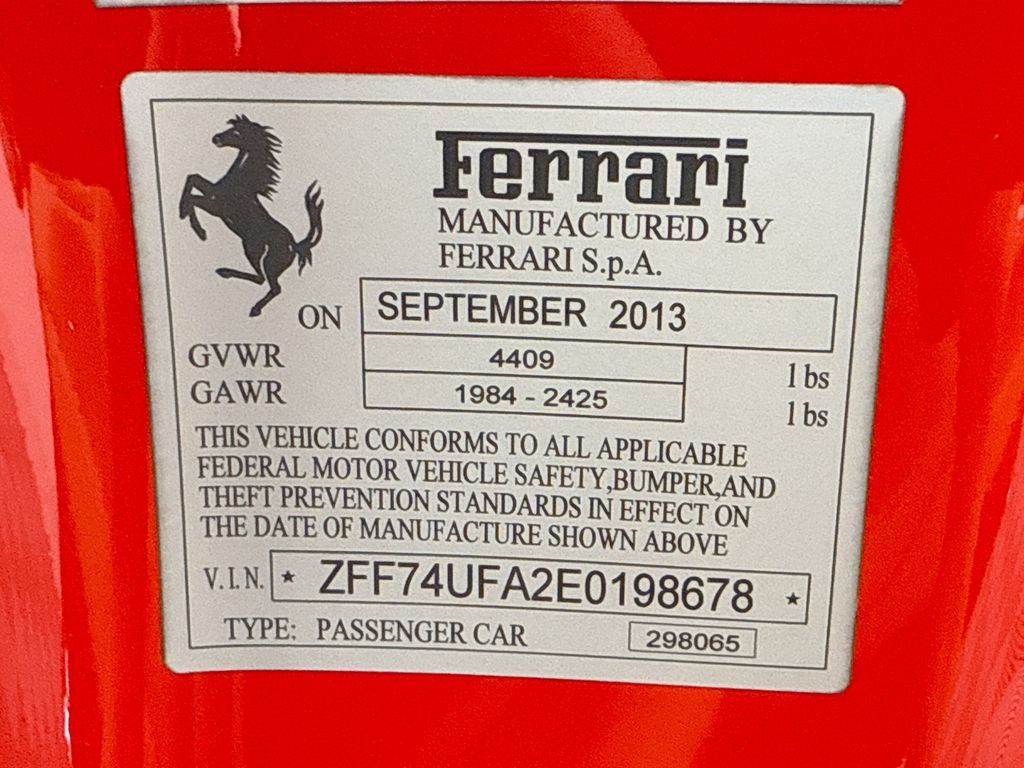 Ferrari
MANUFACTURED BY
FERRARI S.p.A.
ON SEPTEMBER 2013
GVWR 4409 lbs
GAWR 1984 - 2425 lbs
THIS VEHICLE CONFORMS TO ALL APPLICABLE
FEDERAL MOTOR VEHICLE SAFETY,BUMPER,AND
THEFT PREVENTION STANDARDS IN EFFECT ON
THE DATE OF MANUFACTURE SHOWN ABOVE
V.I.N. ★ ZFF74UFA2E0198678 ★
TYPE: PASSENGER CAR 298065